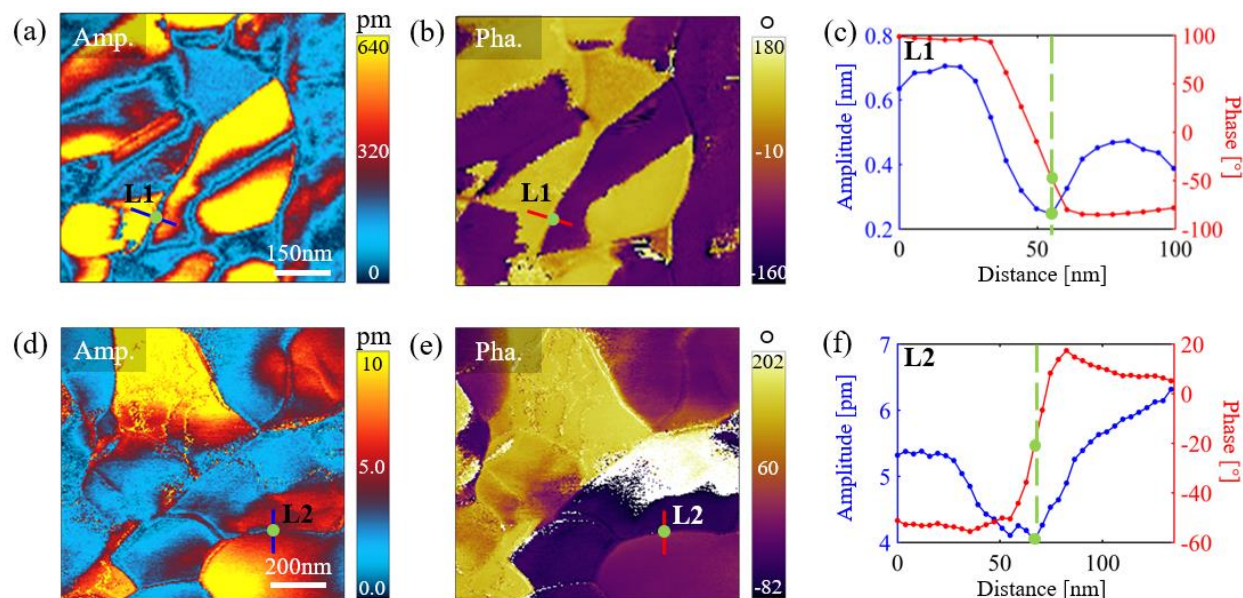 (a) Amp.
pm
640
320
0
L1
150nm
(b) Pha.
o
180
-10
-160
L1
(c) L1
0.8
0.6
0.4
0.2
Amplitude [nm]
0
50
100
Distance [nm]
100
50
0
-50
-100
Phase [°]
(d) Amp.
pm
10
5.0
0.0
L2
200nm
(e) Pha.
o
202
60
-82
L2
(f) L2
7
6
5
4
Amplitude [pm]
0
50
100
Distance [nm]
20
0
-20
-40
-60
Phase [°]